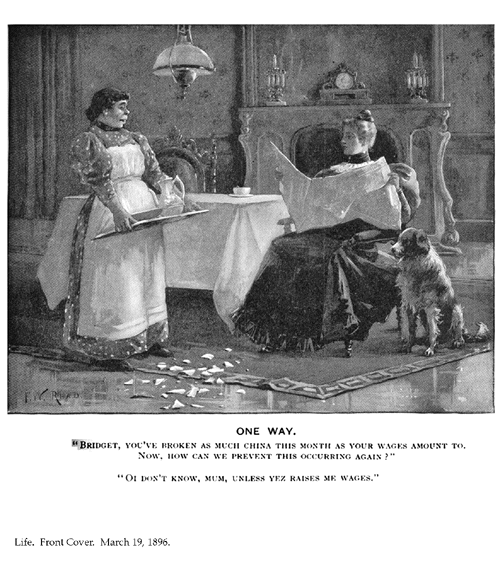 ONE WAY.
"BRIDGET, YOU'VE BROKEN AS MUCH CHINA THIS MONTH AS YOUR WAGES AMOUNT TO.
NOW, HOW CAN WE PREVENT THIS OCCURRING AGAIN?"
"OI DON'T KNOW, MUM, UNLESS YEZ RAISES ME WAGES."
Life. Front Cover. March 19, 1896.